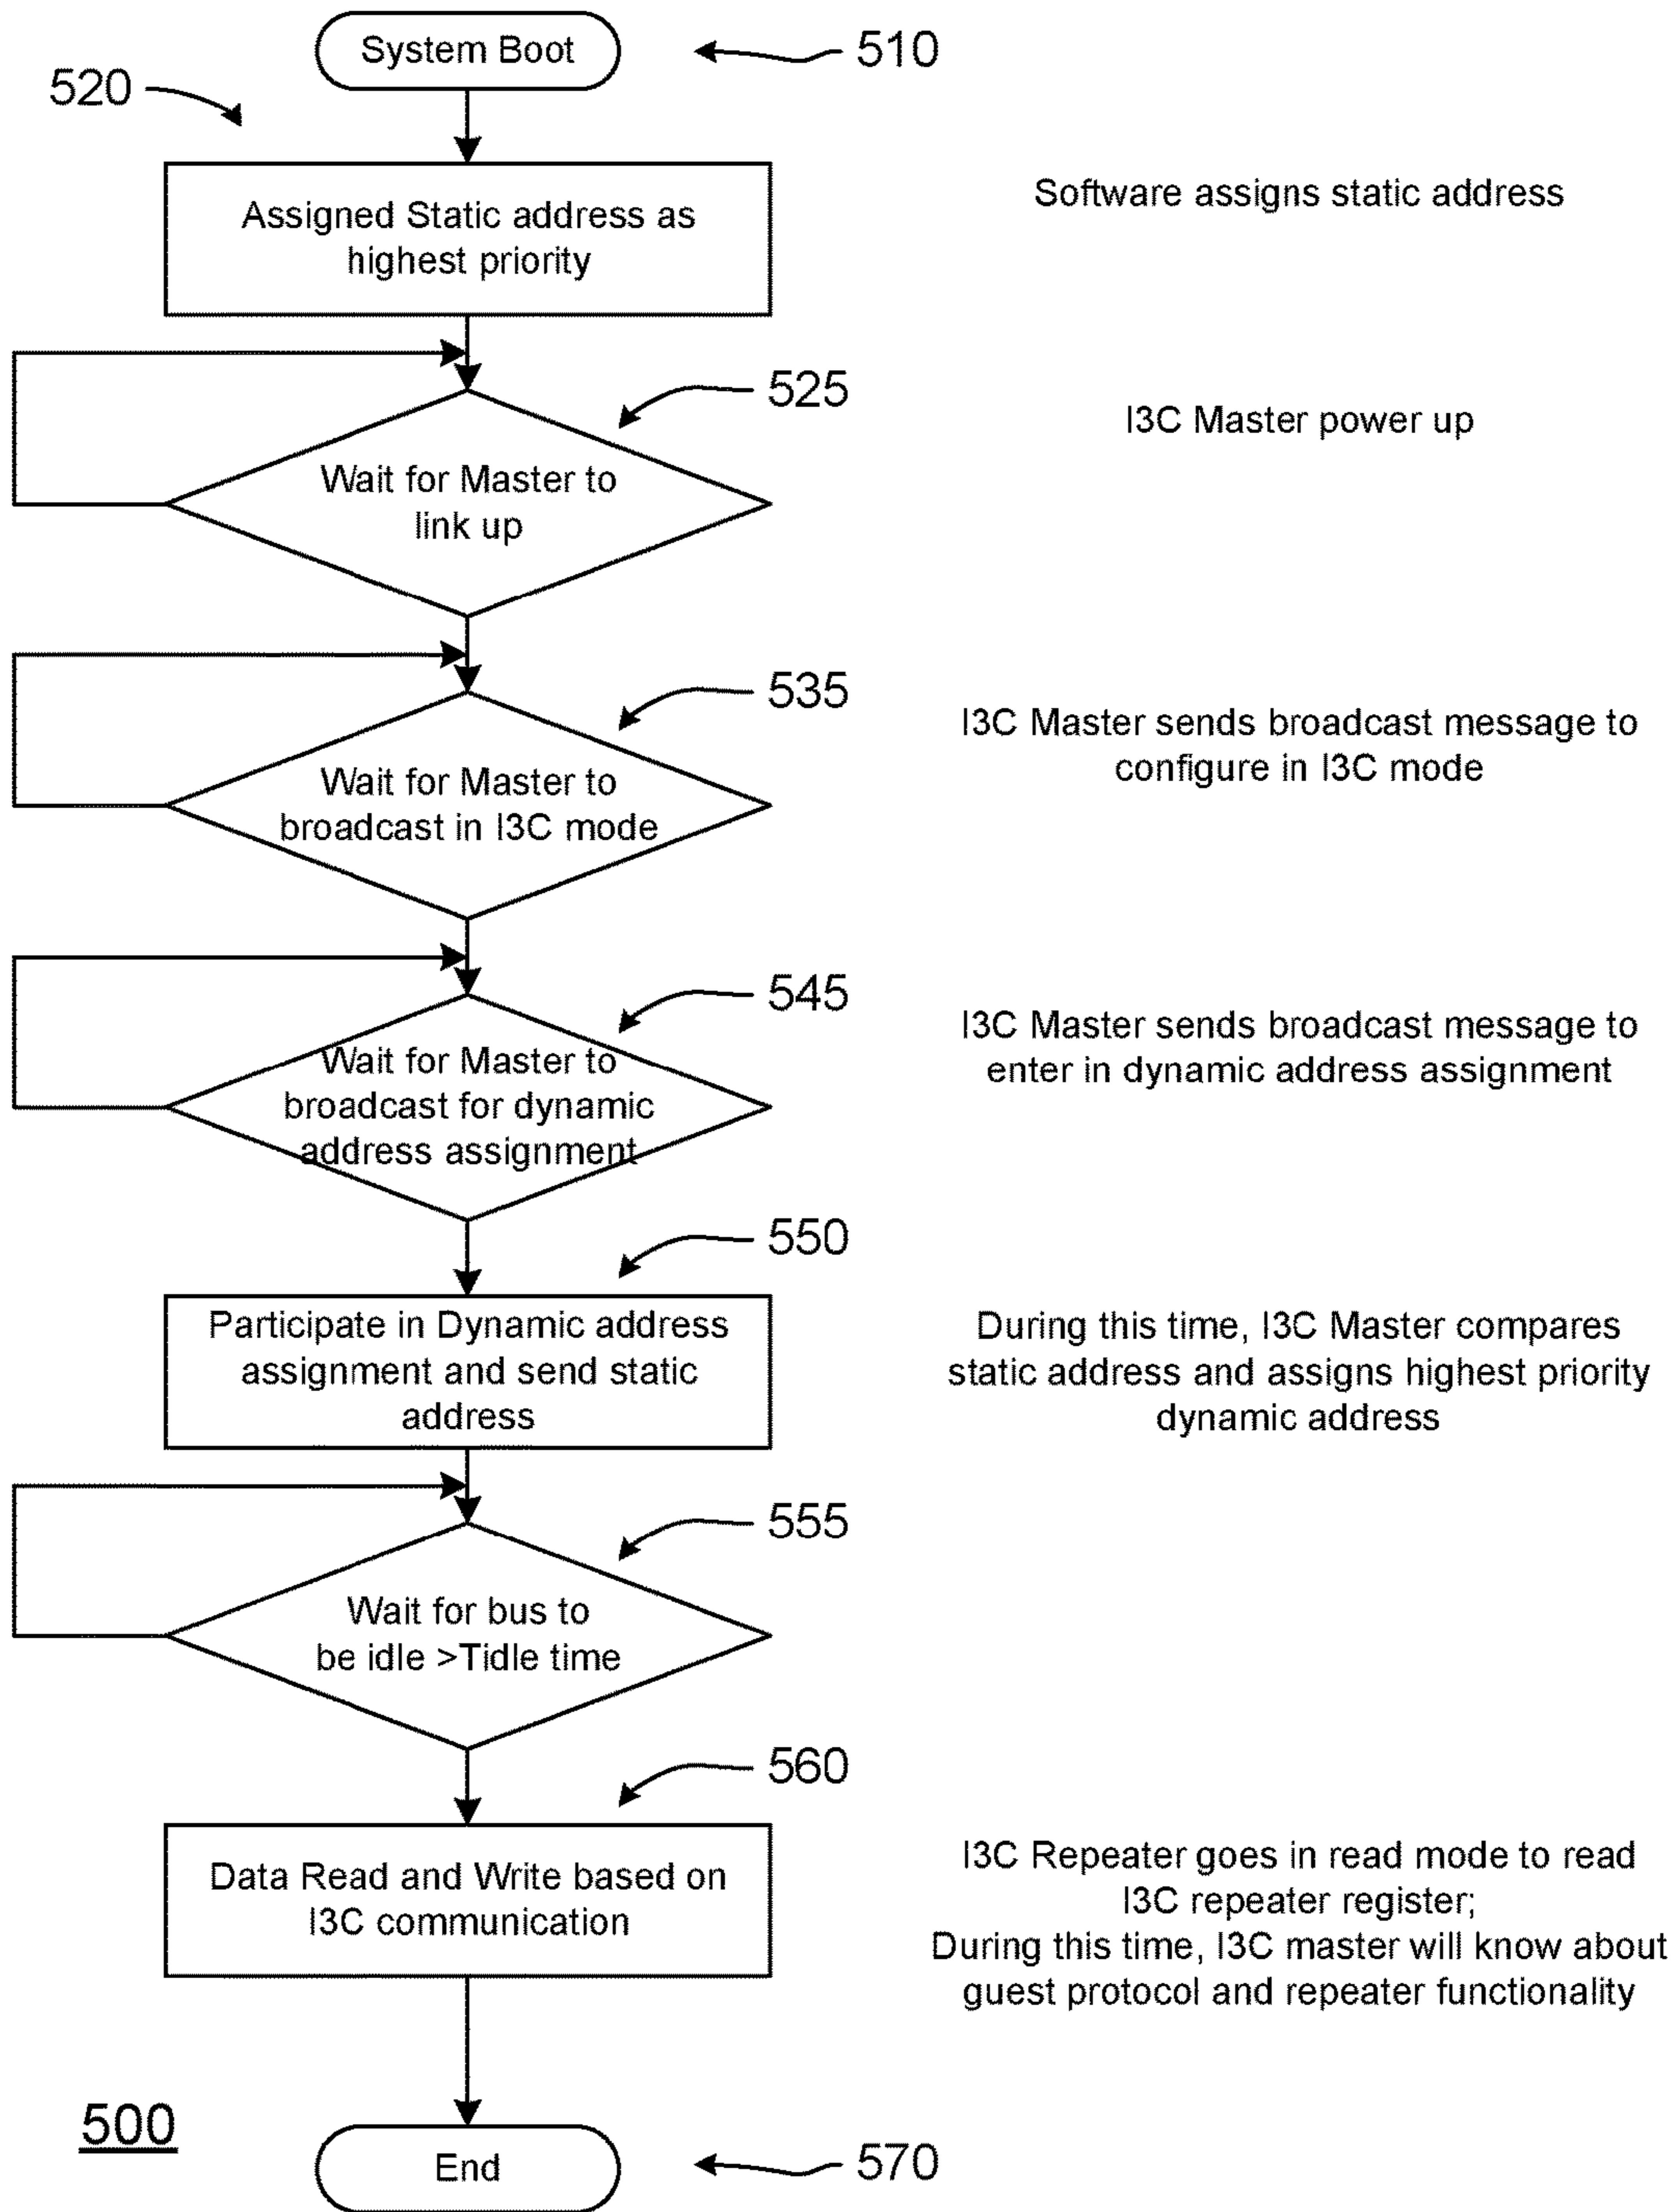 System Boot
510
520
Assigned Static address as
highest priority
Software assigns static address
525
I3C Master power up
Wait for Master to
link up
535
I3C Master sends broadcast message to
configure in I3C mode
Wait for Master to
broadcast in I3C mode
545
I3C Master sends broadcast message to
enter in dynamic address assignment
Wait for Master to
broadcast for dynamic
address assignment
550
Participate in Dynamic address
assignment and send static
address
During this time, I3C Master compares
static address and assigns highest priority
dynamic address
555
Wait for bus to
be idle >Tidle time
560
Data Read and Write based on
I3C communication
I3C Repeater goes in read mode to read
I3C repeater register;
During this time, I3C master will know about
guest protocol and repeater functionality
500
End
570